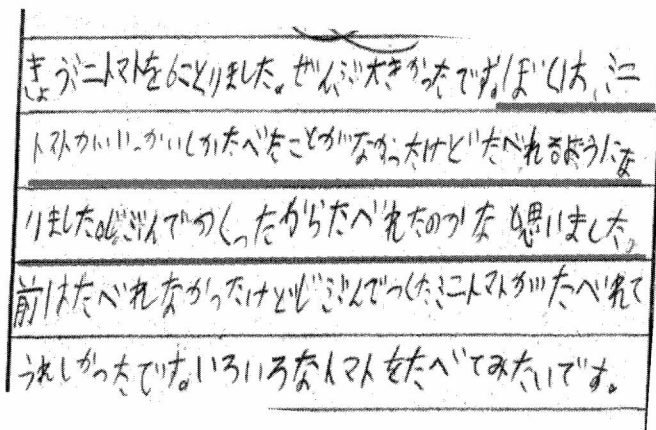 きょう、ミニトマトを6ことりました。ぜんぶ大きかったです。ぼくは、ミニ
トマトがいっかいしかたべたことがなかったけどたべれるようにな
りました。じぶんでつくったからたべれたのかなと思いました。
前はたべれなかったけどじぶんでつくったミニトマトがたべれて
うれしかったです。いろいろなトマトをたべてみたいです。